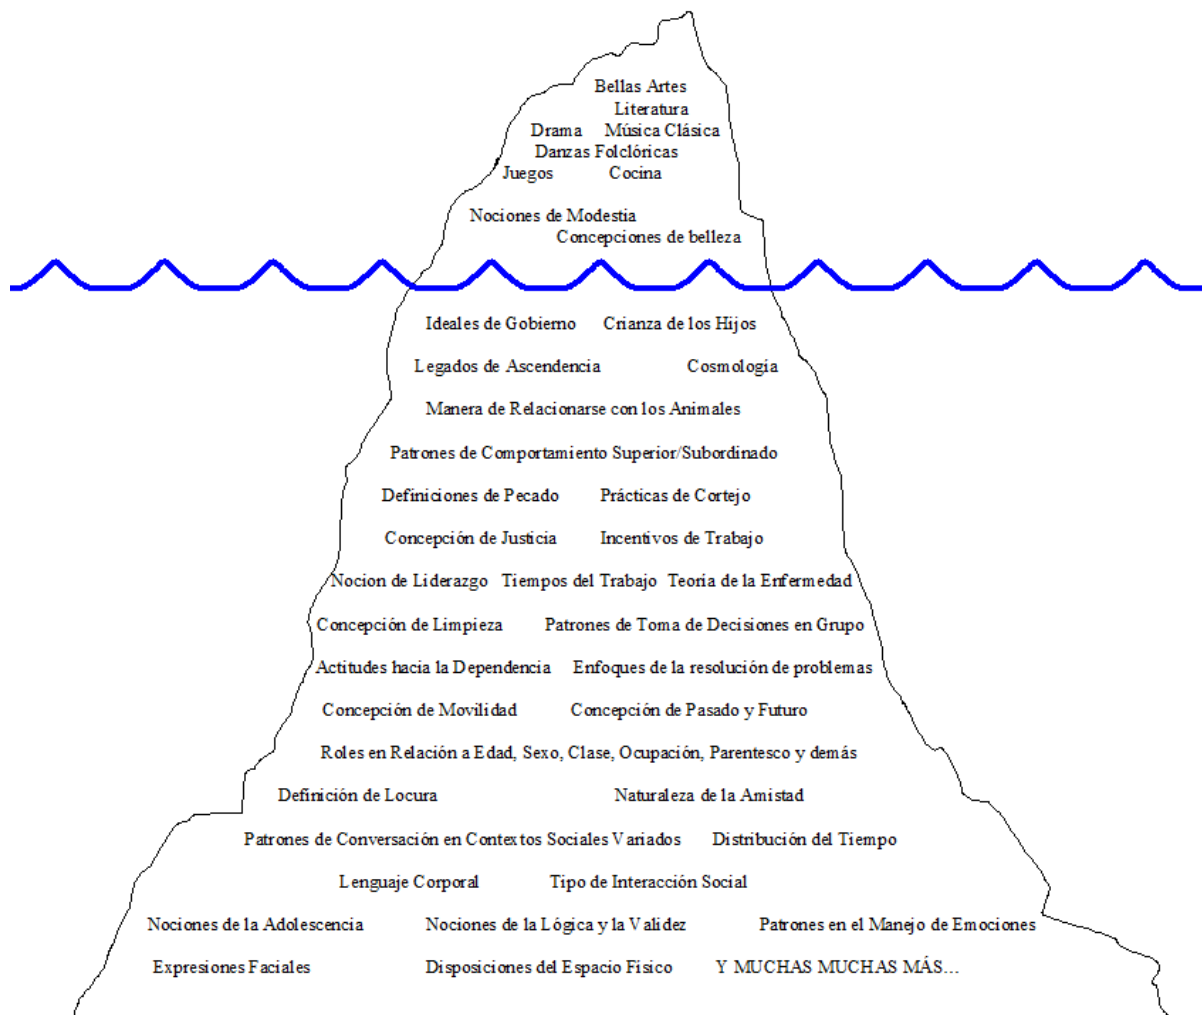 Bellas Artes
Literatura
Drama Música Clásica
Danzas Folclóricas
Juegos Cocina
Nociones de Modestia
Concepciones de belleza
Ideales de Gobierno Crianza de los Hijos
Legados de Ascendencia Cosmología
Manera de Relacionarse con los Animales
Patrones de Comportamiento Superior/Subordinado
Definiciones de Pecado Prácticas de Cortejo
Concepción de Justicia Incentivos de Trabajo
Nocion de Liderazgo Tiempos del Trabajo Teoría de la Enfermedad
Concepción de Limpieza Patrones de Toma de Decisiones en Grupo
Actitudes hacia la Dependencia Enfoques de la resolución de problemas
Concepción de Movilidad Concepción de Pasado y Futuro
Roles en Relación a Edad, Sexo, Clase, Ocupación, Parentesco y demás
Definición de Locura Naturaleza de la Amistad
Patrones de Conversación en Contextos Sociales Variados Distribución del Tiempo
Lenguaje Corporal Tipo de Interacción Social
Nociones de la Adolescencia Nociones de la Lógica y la Validez Patrones en el Manejo de Emociones
Expresiones Faciales Disposiciones del Espacio Físico Y MUCHAS MUCHAS MÁS…